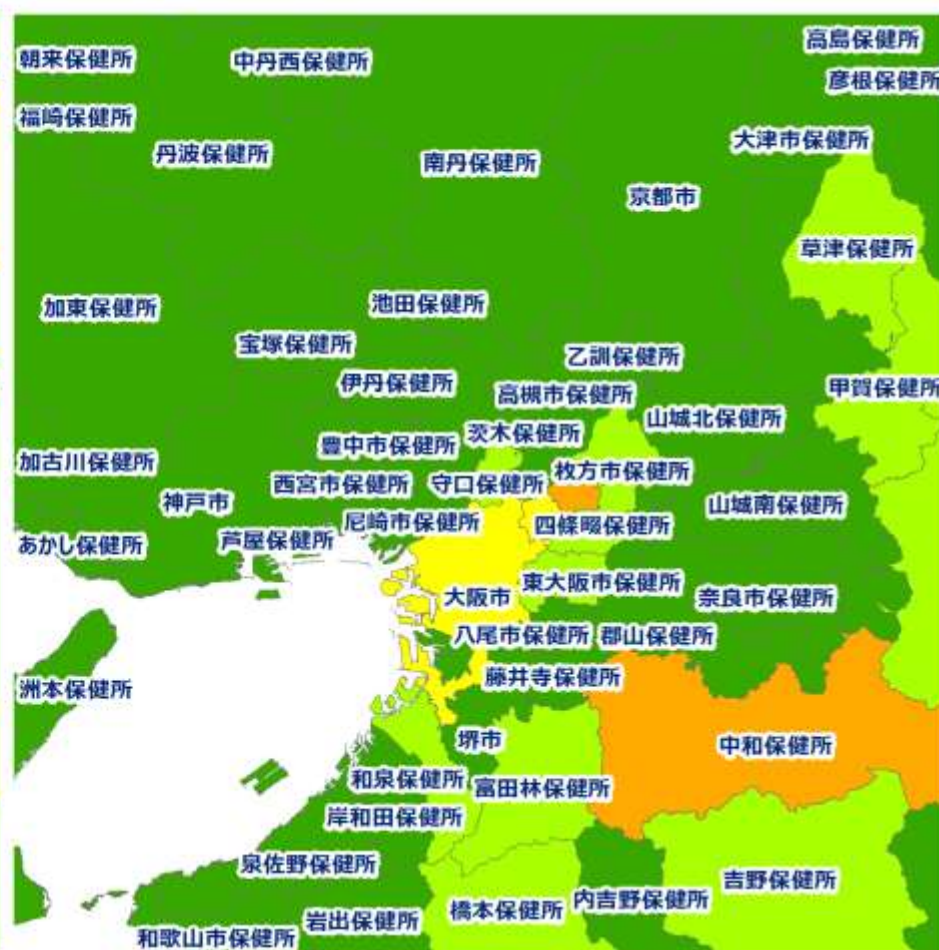 高島保健所
朝来保健所
中丹西保健所
彦根保健所
福崎保健所
大津市保健所
丹波保健所
南丹保健所
京都市
草津保健所
加東保健所
池田保健所
宝塚保健所
乙訓保健所
伊丹保健所
甲賀保健所
高槻市保健所
山城北保健所
茨木保健所
豊中市保健所
加古川保健所
枚方市保健所
西宮市保健所
守口保健所
神戸市
山城南保健所
尼崎市保健所
四條畷保健所
あかし保健所
芦屋保健所
東大阪市保健所
大阪市
奈良市保健所
八尾市保健所
郡山保健所
藤井寺保健所
洲本保健所
堺市
中和保健所
和泉保健所
富田林保健所
岸和田保健所
泉佐野保健所
吉野保健所
内吉野保健所
橋本保健所
岩出保健所
和歌山市保健所